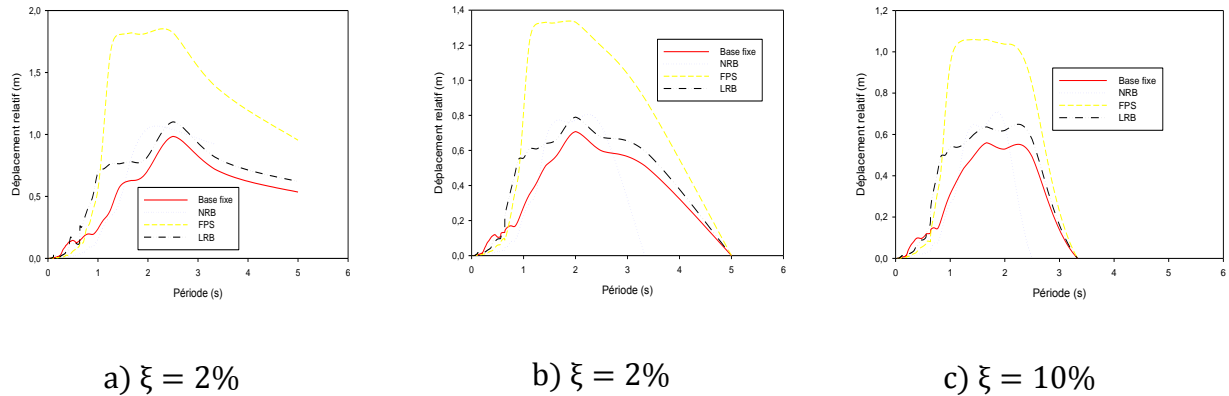 2,0
1,5
1,0
0,5
0,0
0 1 2 3 4 5 6
Déplacement relatif (m)
Période (s)
Base fixe
NRB
FPS
LRB
a) ξ = 2%
1,4
1,2
1,0
0,8
0,6
0,4
0,2
0,0
0 1 2 3 4 5 6
Déplacement relatif (m)
Période (s)
Base fixe
NRB
FPS
LRB
b) ξ = 2%
1,2
1,0
0,8
0,6
0,4
0,2
0,0
0 1 2 3 4 5 6
Déplacement relatif (m)
Période (s)
Base fixe
NRB
FPS
LRB
c) ξ = 10%